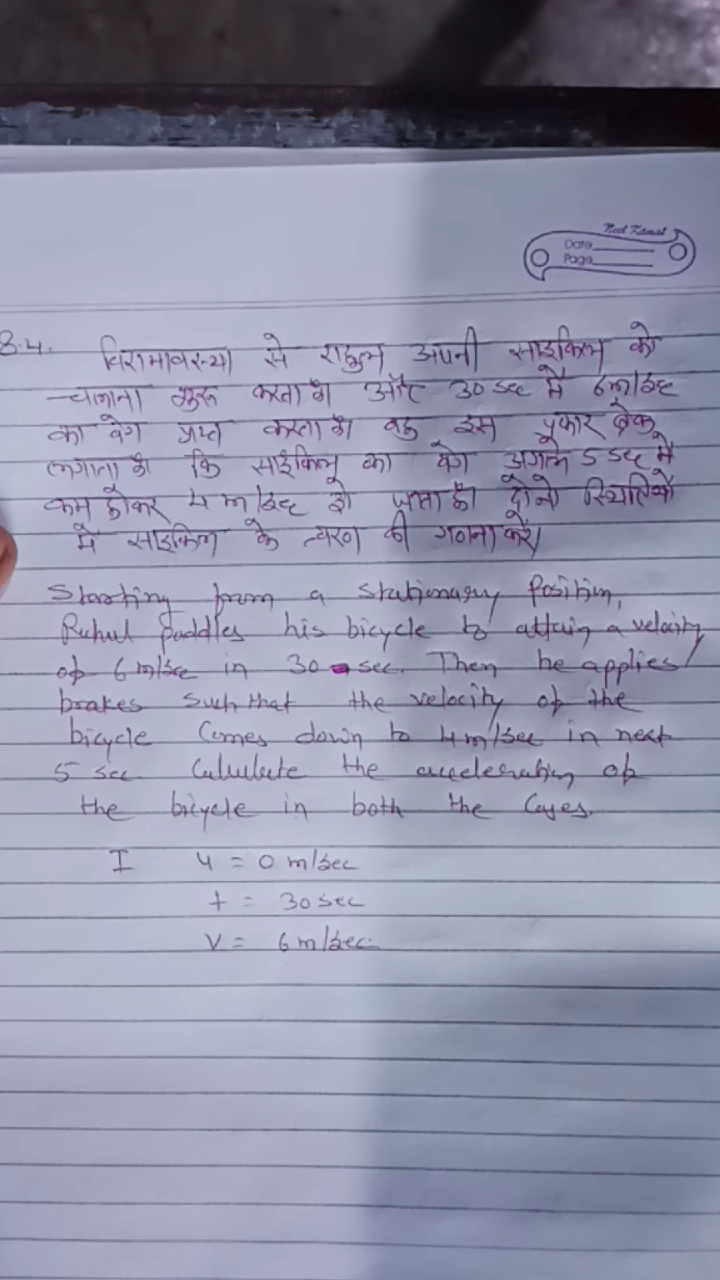 Neel Kamal
Date
Page
8.4. विरामावस्था से राहुल अपनी साइकिल को
चलाना शुरू करता है और 30 sec में 6m/sec
का वेग प्राप्त करता है। वह इस प्रकार ब्रेक
लगाता है कि साइकिल का वेग अगले 5 sec में
कम होकर 4 m/sec हो जाता है। दोनो स्थितियों
में साइकिल के त्वरण की गणना करें।
Starting from a stationary Position,
Ruhul paddles his bicycle to attain a velocity
of 6 m/sec in 30 sec. Then he applies
brakes such that the velocity of the
bicycle Comes down to 4 m/sec in next
5 sec Calculate the acceleration of
the bicycle in both the Cases.
I u = 0 m/sec
t = 30 sec
V = 6 m/sec.